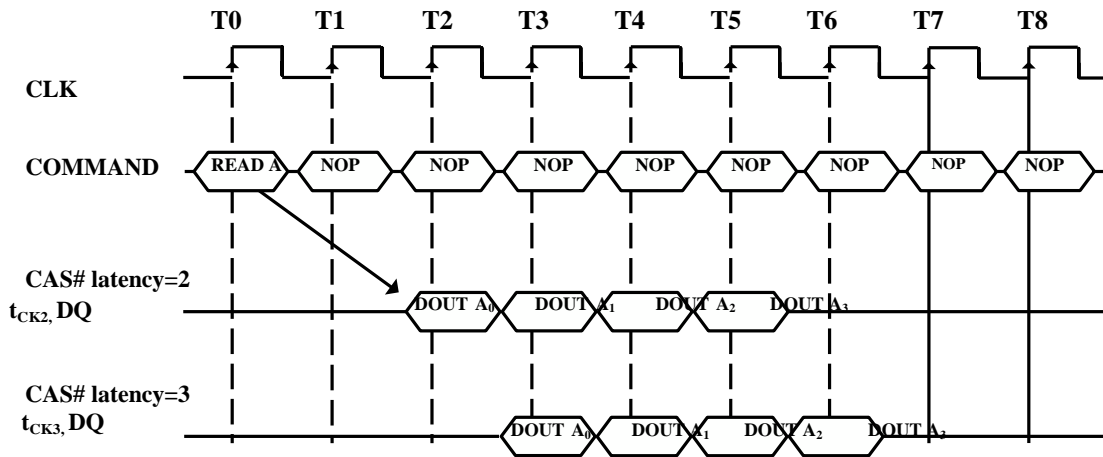 T0 T1 T2 T3 T4 T5 T6 T7 T8
CLK
COMMAND READ A NOP NOP NOP NOP NOP NOP NOP NOP
CAS# latency=2
tCK2, DQ DOUT A0 DOUT A1 DOUT A2 DOUT A3
CAS# latency=3
tCK3, DQ DOUT A0 DOUT A1 DOUT A2 DOUT A3